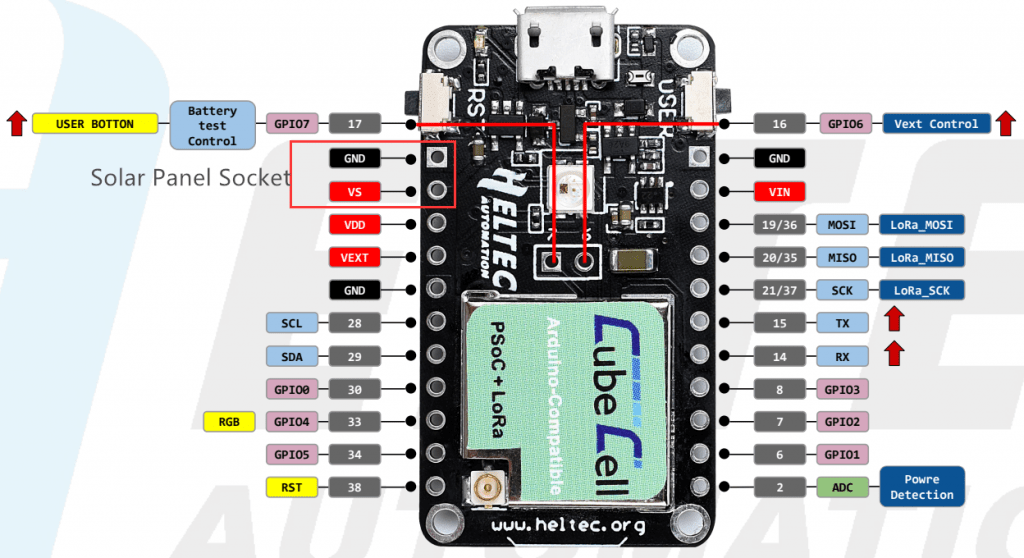 USER BOTTON
Battery
test
Control
GPIO7
17
16
GPIO6
Vext Control
GND
GND
Solar Panel Socket
VS
VIN
VDD
19/36
MOSI
LoRa_MOSI
VEXT
20/35
MISO
LoRa_MISO
GND
21/37
SCK
LoRa_SCK
SCL
28
15
TX
SDA
29
14
RX
GPIO0
30
8
GPIO3
RGB
GPIO4
33
7
GPIO2
GPIO5
34
6
GPIO1
RST
38
2
ADC
Powre
Detection
USER
HELTEC
AUTOMATION
CubeCell
Arduino-Compatible
PSoC + LoRa
www.heltec.org